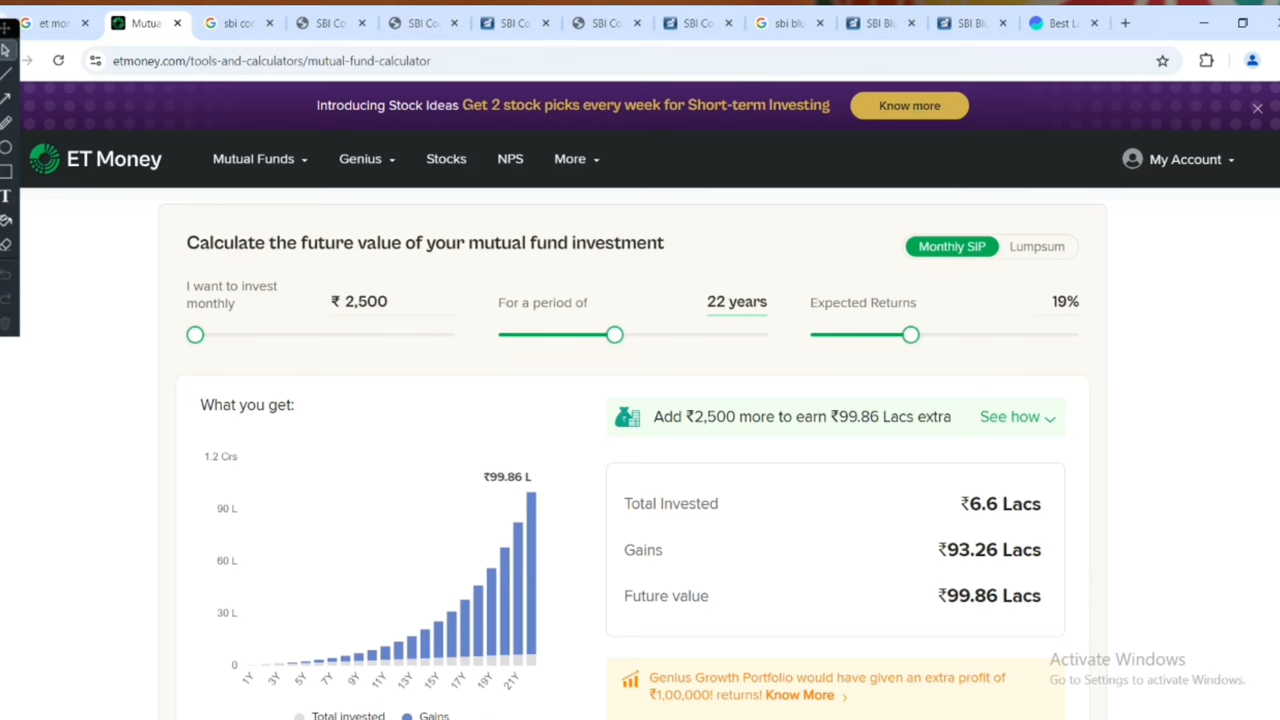 et mor
Mutua
sbi cor
SBI Co
SBI Co
SBI Co
SBI Co
SBI Co
sbi blu
SBI Blu
SBI Blu
Best La
etmoney.com/tools-and-calculators/mutual-fund-calculator
Introducing Stock Ideas Get 2 stock picks every week for Short-term Investing
Know more
ET Money
Mutual Funds
Genius
Stocks
NPS
More
My Account
Calculate the future value of your mutual fund investment
Monthly SIP
Lumpsum
I want to invest
monthly
₹ 2,500
For a period of
22 years
Expected Returns
19%
What you get:
Add ₹2,500 more to earn ₹99.86 Lacs extra
See how
1.2 Crs
90 L
60 L
30 L
0
₹99.86 L
1Y
3Y
5Y
7Y
9Y
11Y
13Y
15Y
17Y
19Y
21Y
Total invested
Gains
Total Invested
₹6.6 Lacs
Gains
₹93.26 Lacs
Future value
₹99.86 Lacs
Genius Growth Portfolio would have given an extra profit of
₹1,00,000! returns! Know More
Activate Windows
Go to Settings to activate Windows.